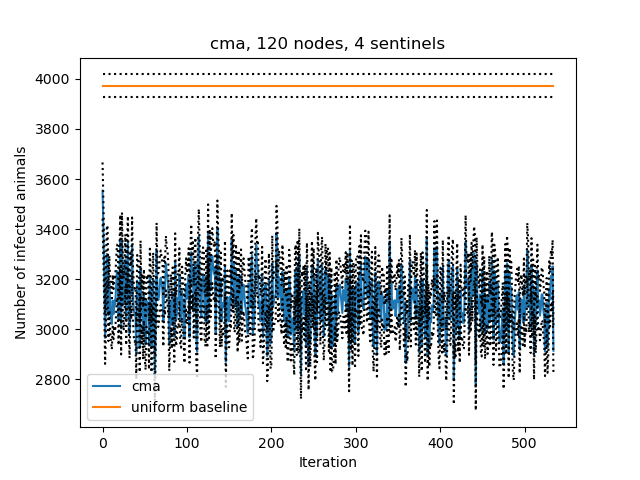 cma, 120 nodes, 4 sentinels
Number of infected animals
4000
3800
3600
3400
3200
3000
2800
cma
uniform baseline
0 100 200 300 400 500
Iteration